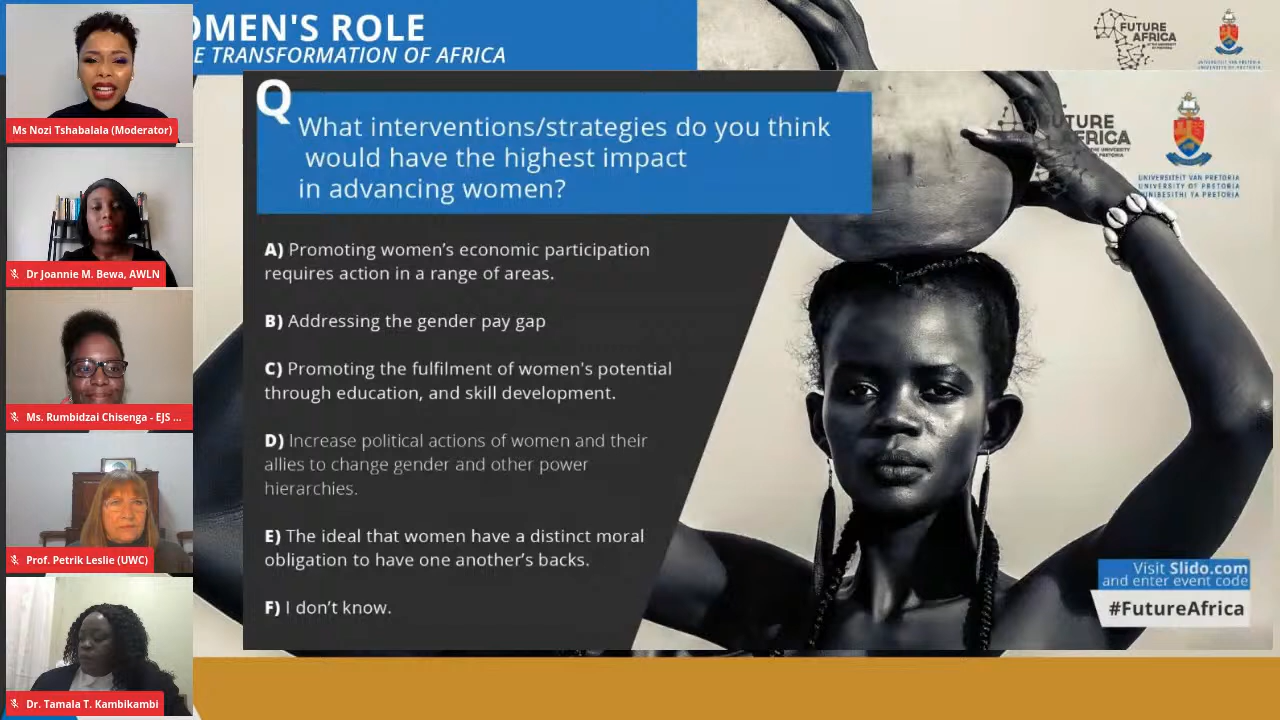 OMEN'S ROLE
E TRANSFORMATION OF AFRICA
FUTURE
AFRICA
Ms Nozi Tshabalala (Moderator)
Dr Joannie M. Bewa, AWLN
Ms. Rumbidzai Chisenga - EJS ...
Prof. Petrik Leslie (UWC)
Dr. Tamala T. Kambikambi
Q
What interventions/strategies do you think
would have the highest impact
in advancing women?
A) Promoting women’s economic participation
requires action in a range of areas.
B) Addressing the gender pay gap
C) Promoting the fulfilment of women's potential
through education, and skill development.
D) Increase political actions of women and their
allies to change gender and other power
hierarchies.
E) The ideal that women have a distinct moral
obligation to have one another’s backs.
F) I don’t know.
UTURE
AFRICA
UNIVERSITEIT VAN PRETORIA
UNIVERSITY OF PRETORIA
YUNIBESITHI YA PRETORIA
Visit Slido.com
and enter event code
#FutureAfrica